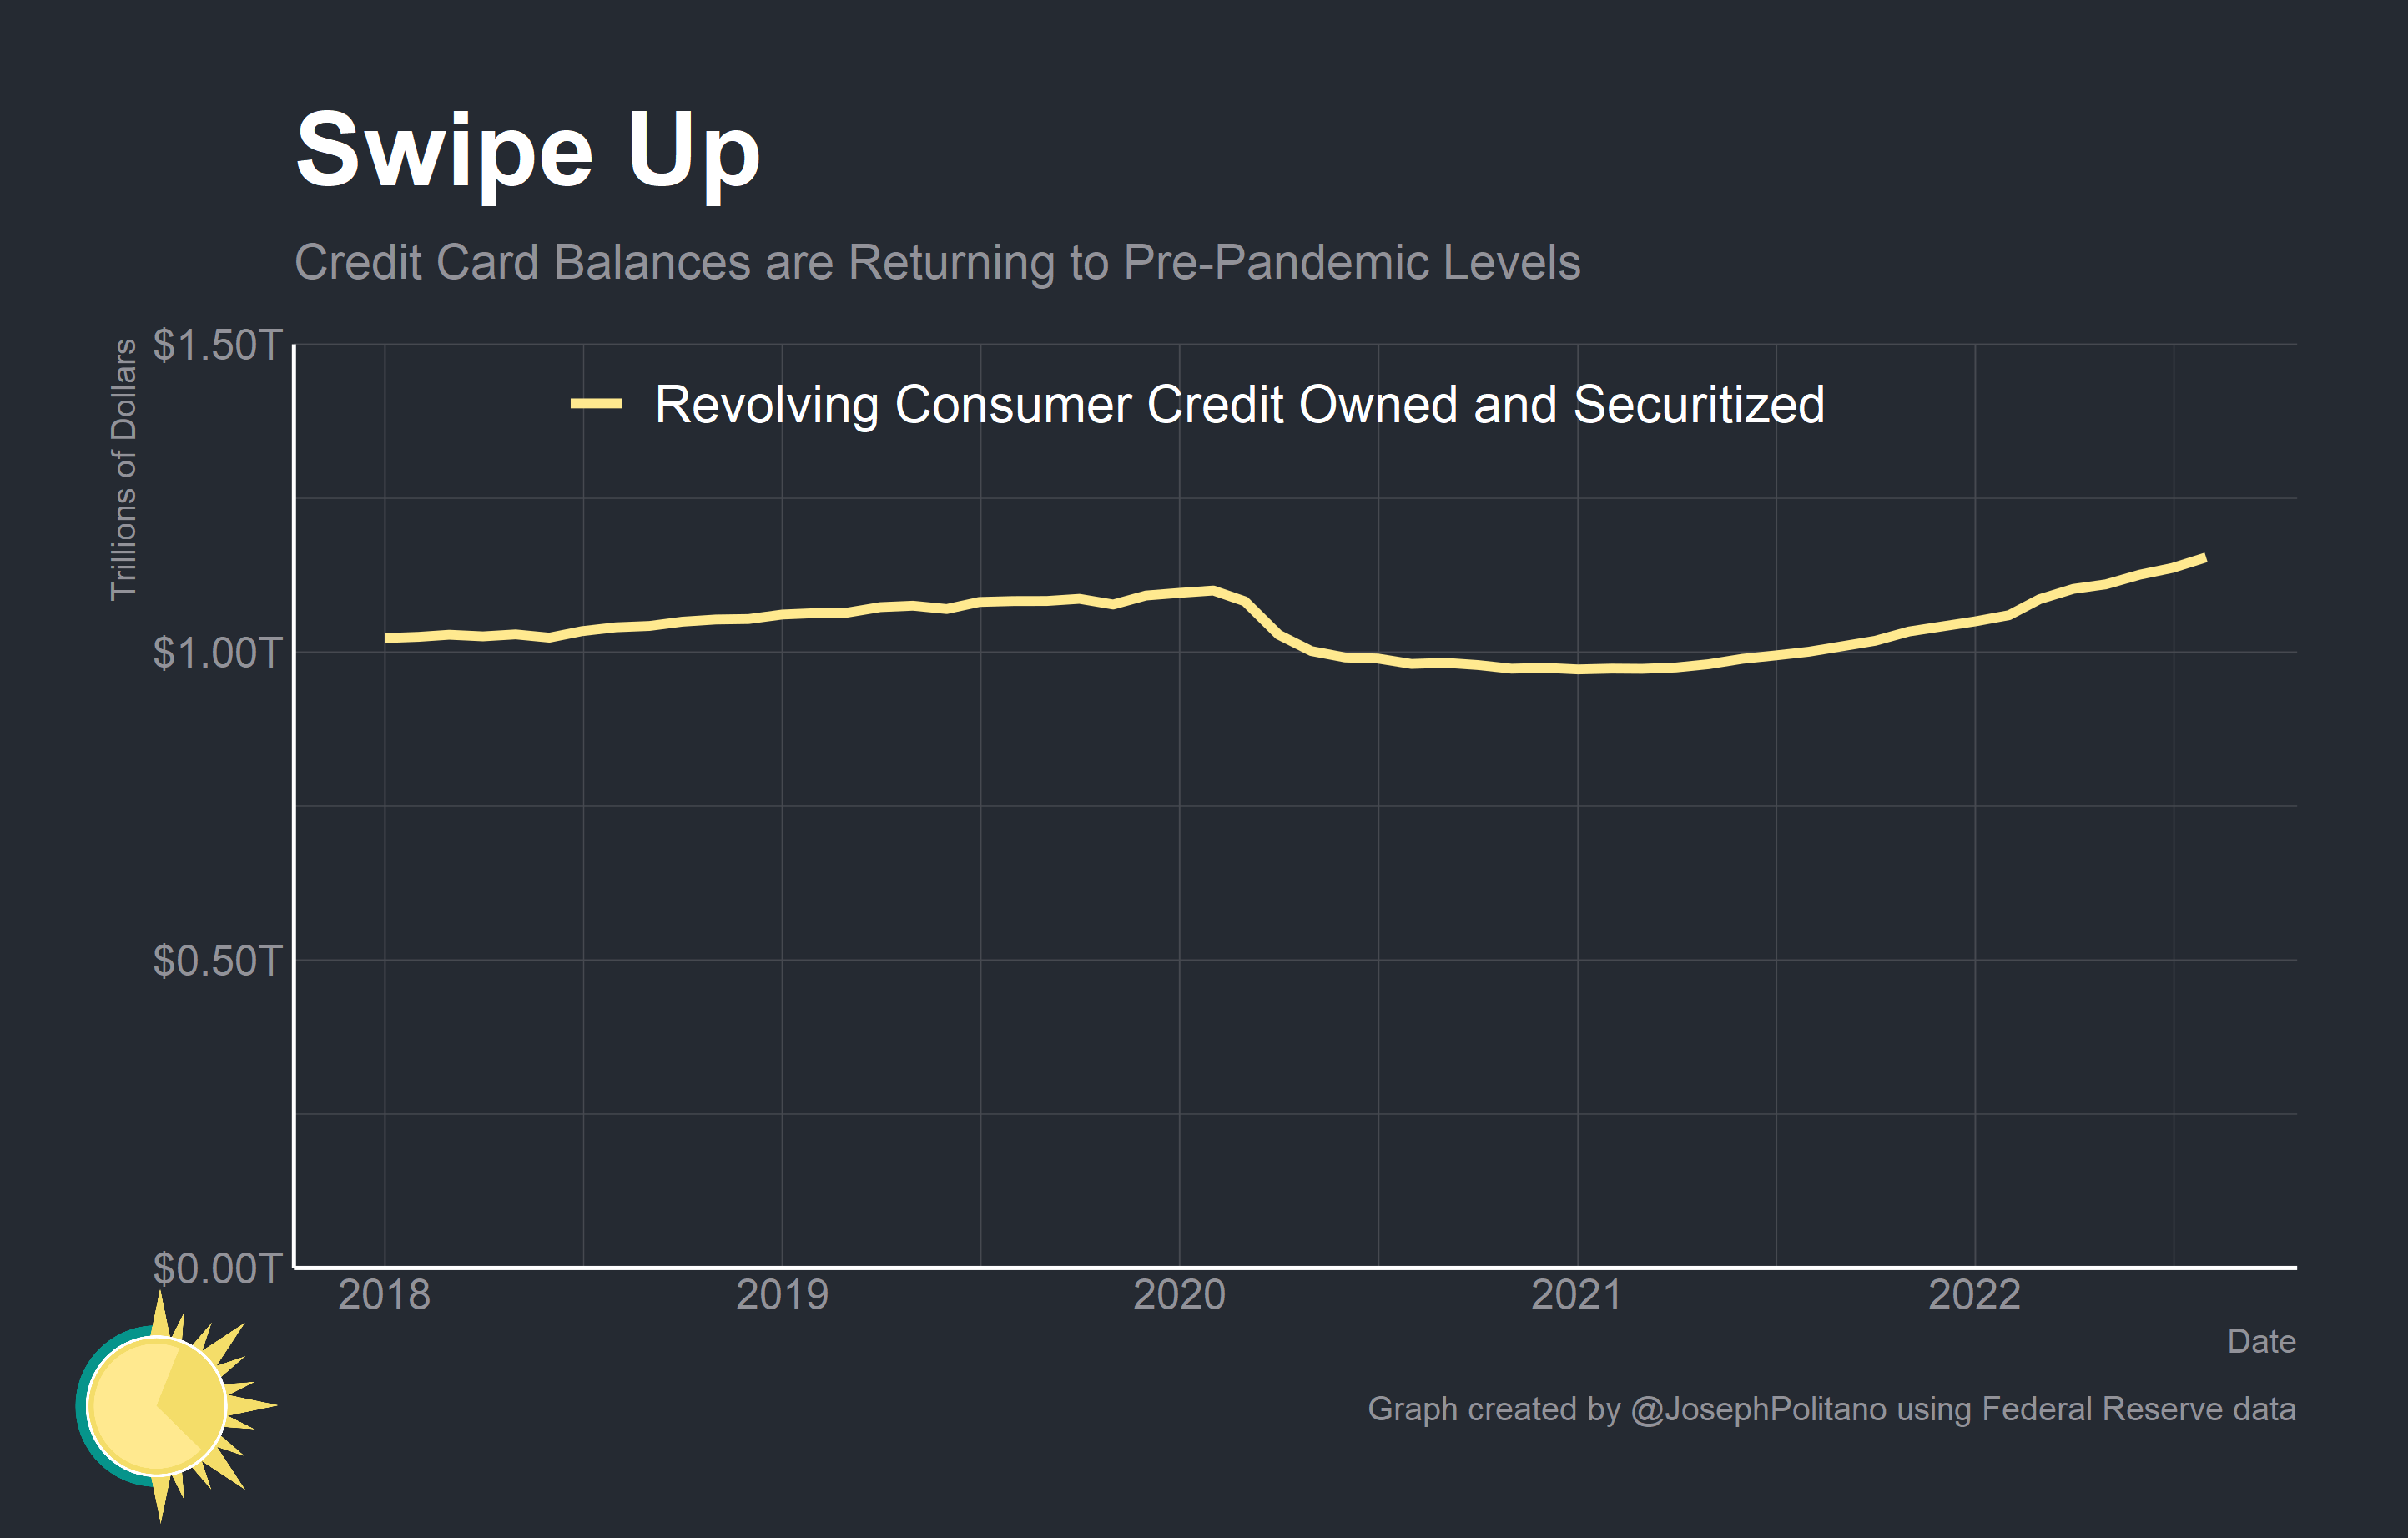 Swipe Up
Credit Card Balances are Returning to Pre-Pandemic Levels
Trillions of Dollars
$1.50T
Revolving Consumer Credit Owned and Securitized
$1.00T
$0.50T
$0.00T
2018 2019 2020 2021 2022
Date
Graph created by @JosephPolitano using Federal Reserve data